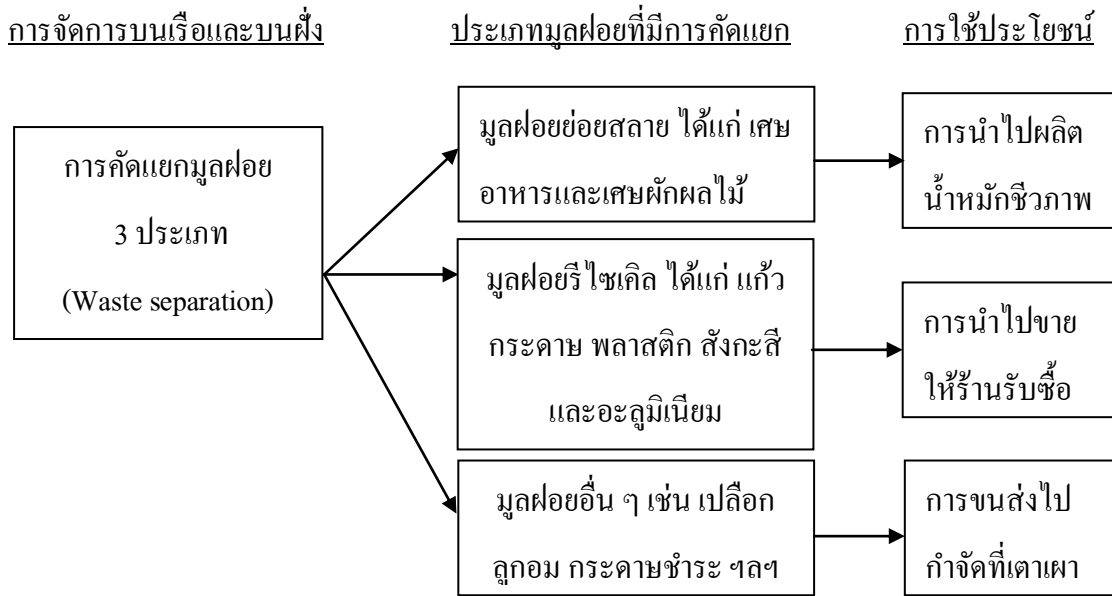 การจัดการบนเรือและบนฝั่ง
ประเภทมูลฝอยที่มีการคัดแยก
การใช้ประโยชน์
การคัดแยกมูลฝอย
3 ประเภท
(Waste separation)
มูลฝอยย่อยสลาย ได้แก่ เศษ
อาหารและเศษผักผลไม้
การนำไปผลิต
น้ำหมักชีวภาพ
มูลฝอยรีไซเคิล ได้แก่ แก้ว
กระดาษ พลาสติก สังกะสี
และอะลูมิเนียม
การนำไปขาย
ให้ร้านรับซื้อ
มูลฝอยอื่น ๆ เช่น เปลือก
ลูกอม กระดาษชำระ ฯลฯ
การขนส่งไป
กำจัดที่เตาเผา